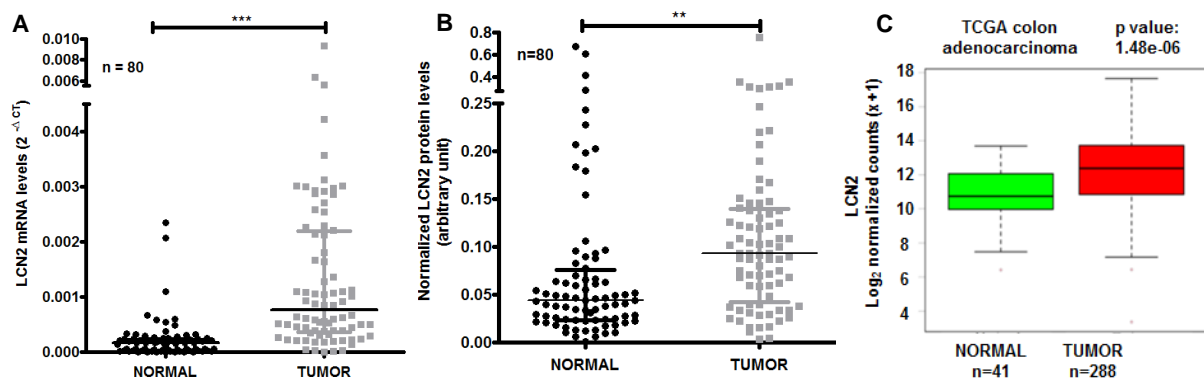 A
***
n = 80
LCN2 mRNA levels (2 -Δ CT)
0.010
0.008
0.006
0.004
0.003
0.002
0.001
0.000
NORMAL TUMOR
B
**
n=80
Normalized LCN2 protein levels
(arbitrary unit)
0.8
0.6
0.4
0.25
0.20
0.15
0.10
0.05
0.00
NORMAL TUMOR
C
TCGA colon
adenocarcinoma
p value:
1.48e-06
LCN2
Log2 normalized counts (x+1)
18
16
14
12
10
8
6
4
NORMAL TUMOR
n=41 n=288